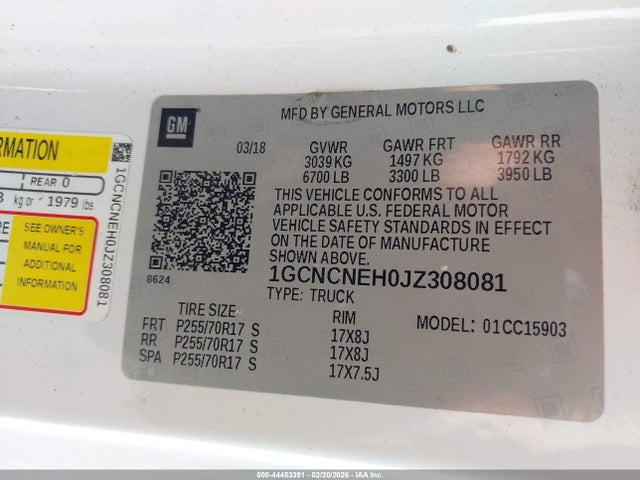 GM
MFD BY GENERAL MOTORS LLC
03/18 GVWR GAWR FRT GAWR RR
3039 KG 1497 KG 1792 KG
6700 LB 3300 LB 3950 LB
THIS VEHICLE CONFORMS TO ALL
APPLICABLE U.S. FEDERAL MOTOR
VEHICLE SAFETY STANDARDS IN EFFECT
ON THE DATE OF MANUFACTURE
SHOWN ABOVE.
8624
1GCNCNEH0JZ308081
TYPE: TRUCK
TIRE SIZE RIM MODEL: 01CC15903
FRT P255/70R17 S 17X8J
RR P255/70R17 S 17X8J
SPA P255/70R17 S 17X7.5J
RMATION
REAR 0
kg or 1979 lbs
SEE OWNER'S
MANUAL FOR
ADDITIONAL
INFORMATION
1GCNCNEH0JZ308081
000-44453391 - 02/20/2026 - IAA Inc.